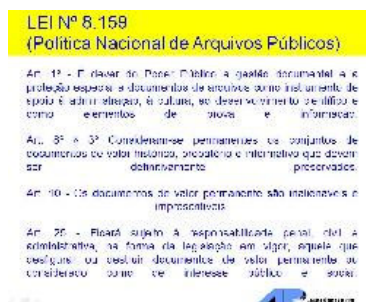 LEI Nº 8.159
(Política Nacional de Arquivos Públicos)
Art. 1º - É dever do Poder Público a gestão documental e a
proteção especial a documentos de arquivos como instrumento de
apoio à administração, à cultura, ao desenvolvimento científico e
como elementos de prova e informação.
Art. 8º § 3º Consideram-se permanentes os conjuntos de
documentos de valor histórico, probatório e informativo que devem
ser definitivamente preservados.
Art. 10 - Os documentos de valor permanente são inalienáveis e
imprescritíveis
Art. 25 - Ficará sujeito à responsabilidade penal, civil e
administrativa, na forma da legislação em vigor, aquele que
desfigurar ou destruir documentos de valor permanente ou
considerado como de interesse público e social.